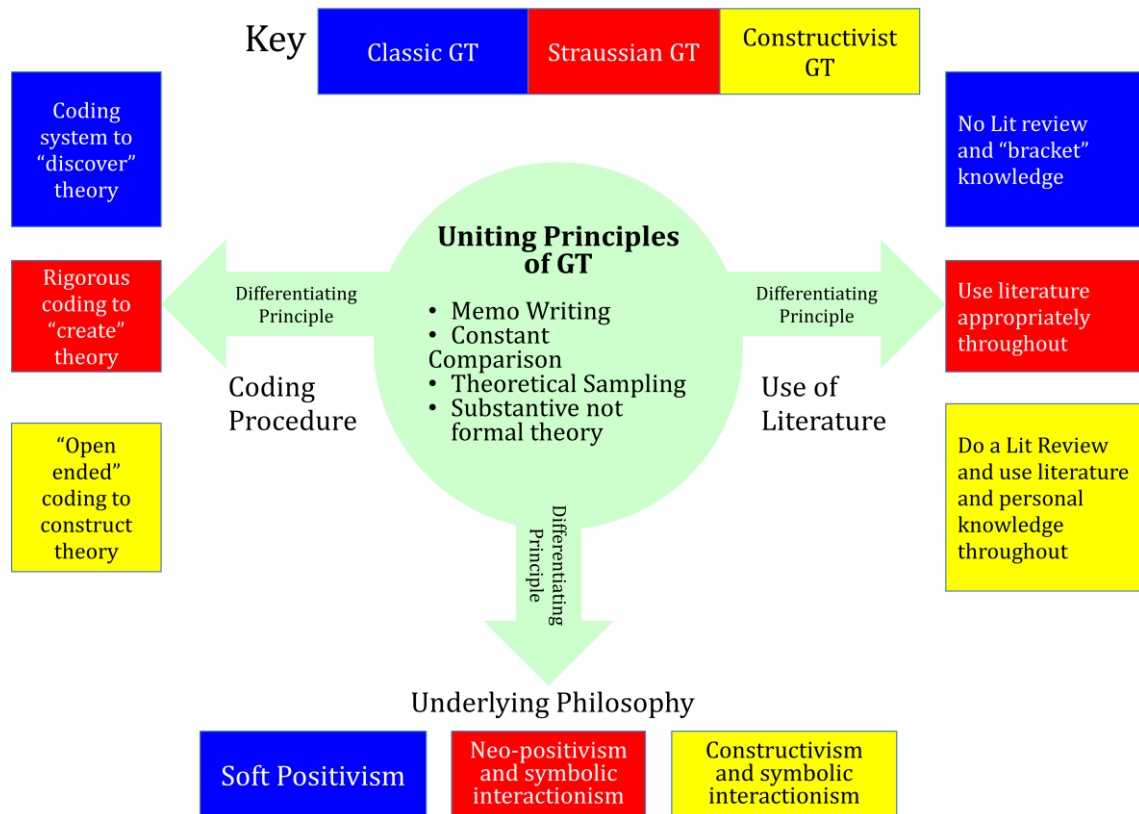 Key
Classic GT
Straussian GT
Constructivist
GT
Coding
system to
“discover”
theory
No Lit review
and “bracket”
knowledge
Uniting Principles
of GT
• Memo Writing
• Constant
Comparison
• Theoretical Sampling
• Substantive not
formal theory
Rigorous
coding to
“create”
theory
Differentiating
Principle
Differentiating
Principle
Use literature
appropriately
throughout
Coding
Procedure
Use of
Literature
“Open
ended”
coding to
construct
theory
Do a Lit Review
and use literature
and personal
knowledge
throughout
Differentiating
Principle
Underlying Philosophy
Soft Positivism
Neo-positivism
and symbolic
interactionism
Constructivism
and symbolic
interactionism